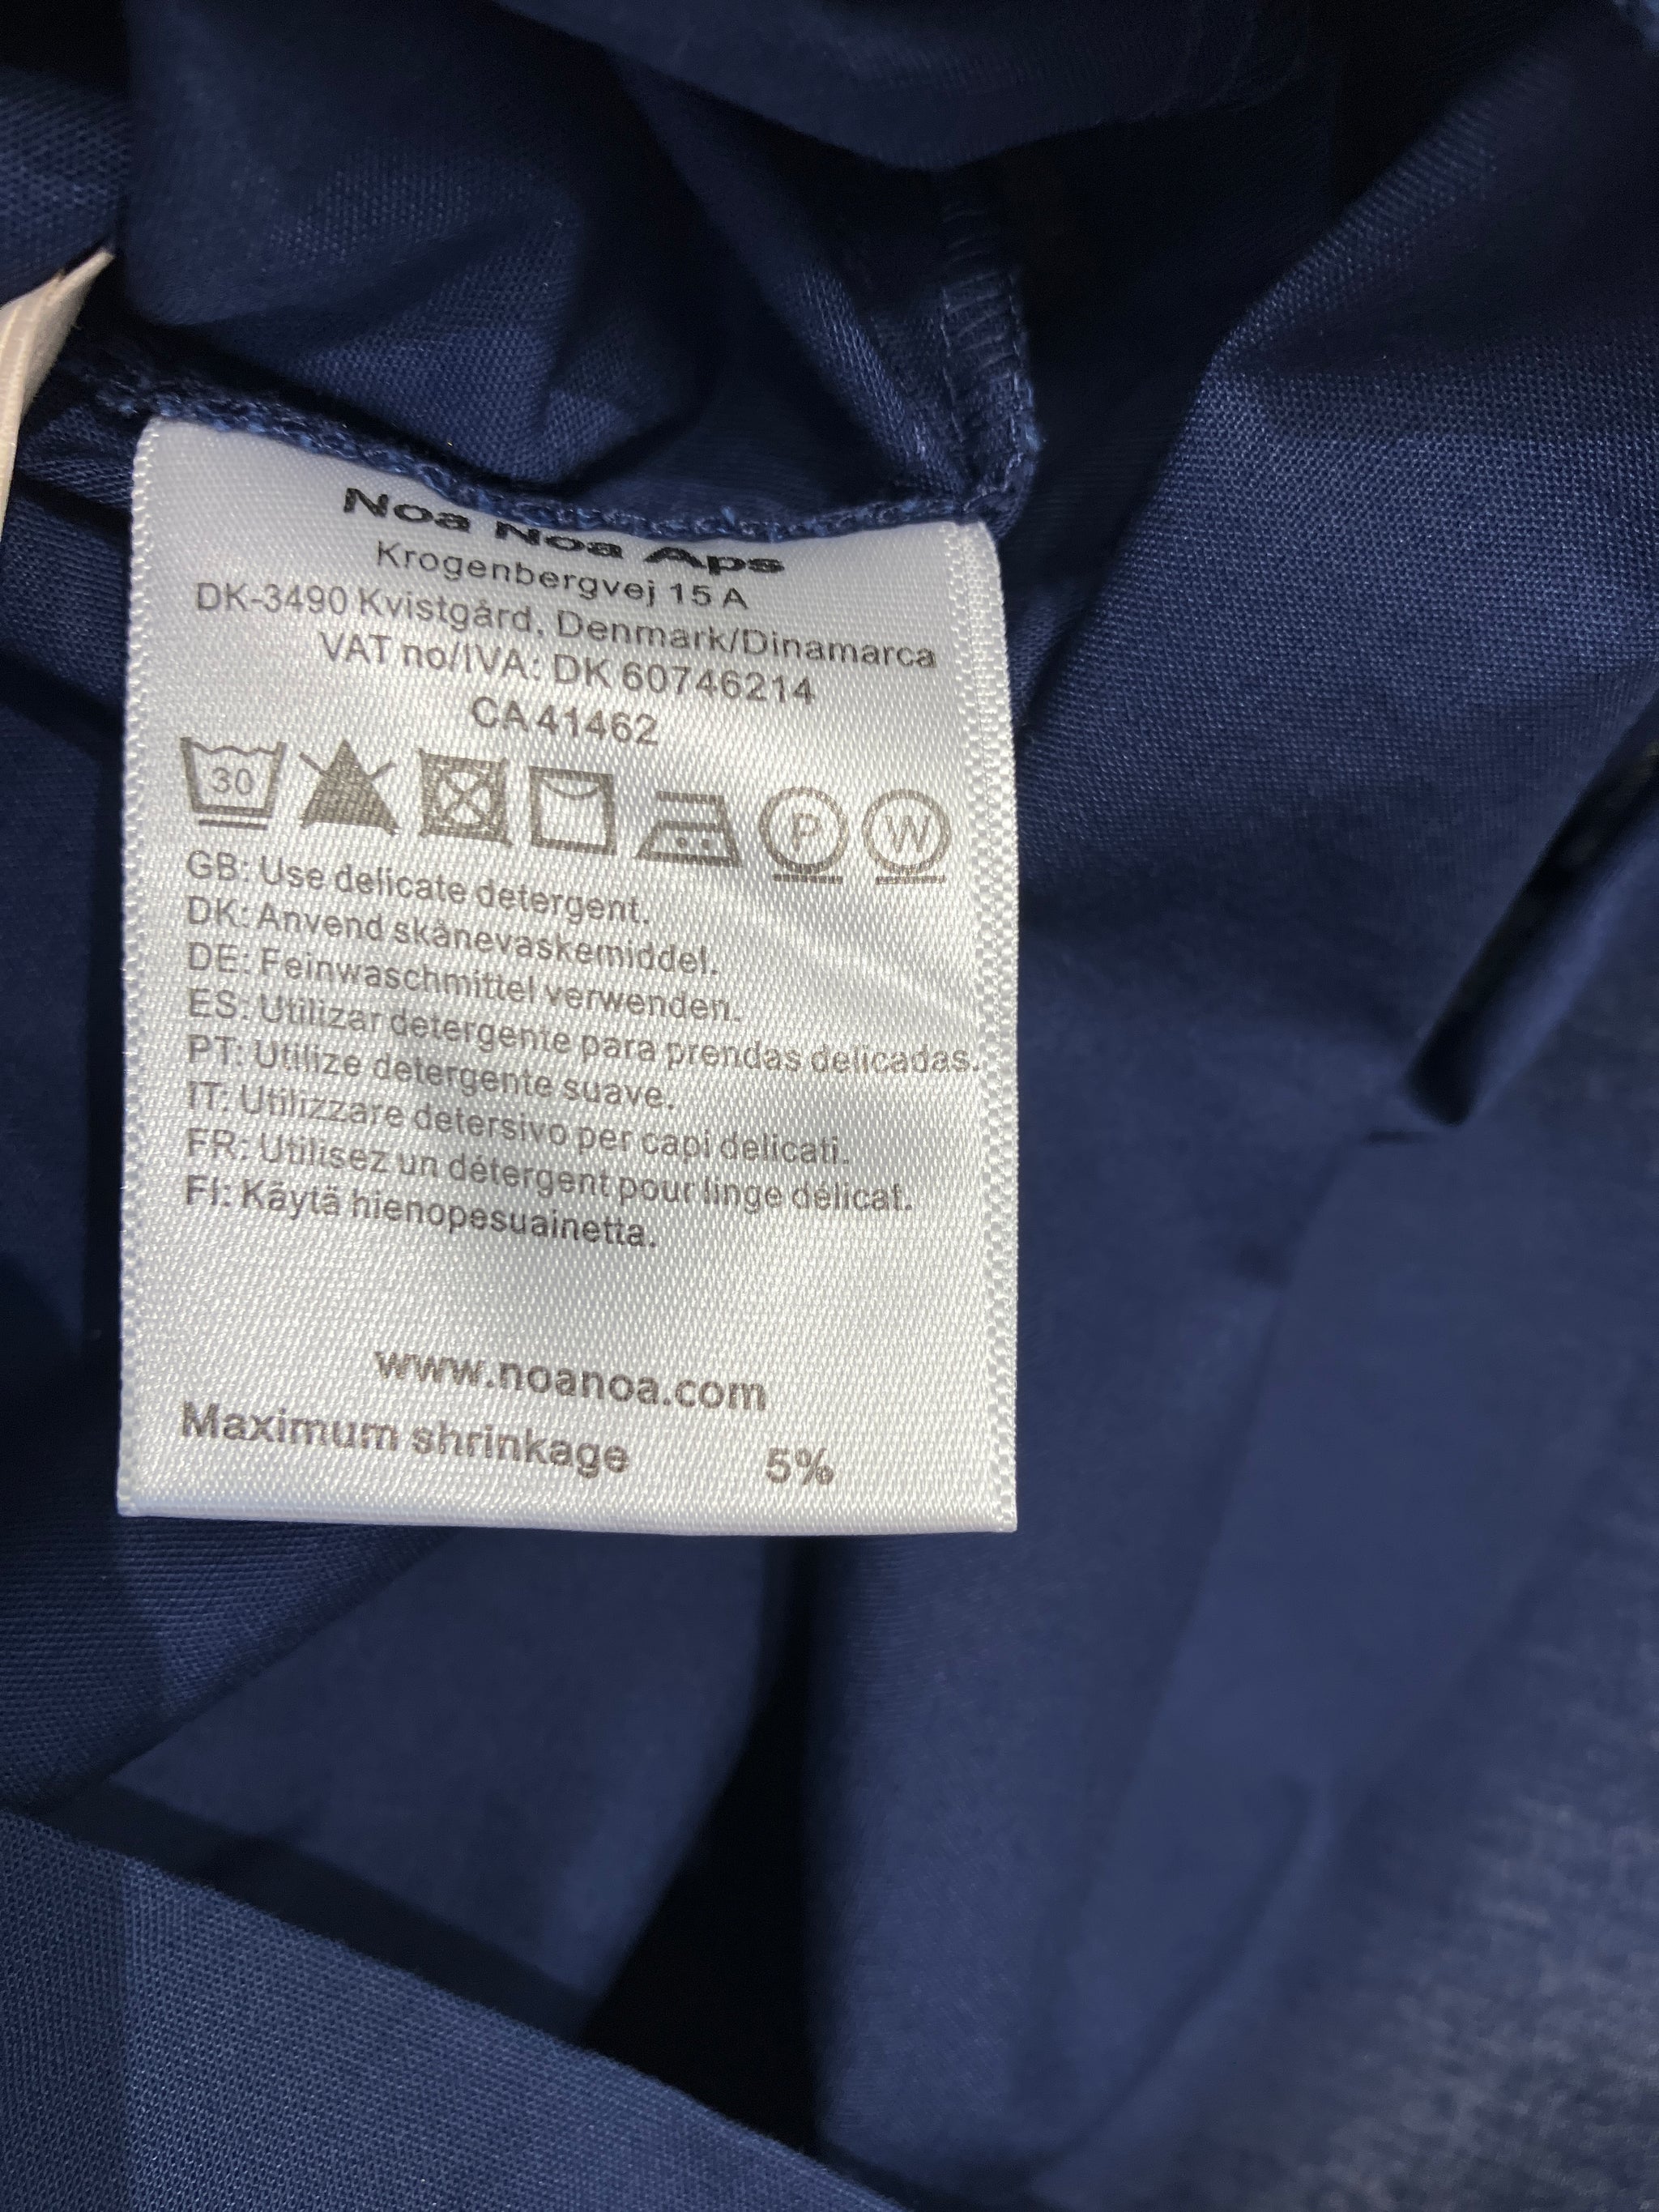 Noa Noa Aps
Krogenbergvej 15 A
DK-3490 Kvistgård, Denmark/Dinamarca
VAT no/IVA: DK 60746214
CA 41462
30 P W
GB: Use delicate detergent.
DK: Anvend skånevaskemiddel.
DE: Feinwaschmittel verwenden.
ES: Utilizar detergente para prendas delicadas.
PT: Utilize detergente suave.
IT: Utilizzare detersivo per capi delicati.
FR: Utilisez un détergent pour linge délicat.
FI: Käytä hienopesuainetta.
www.noanoa.com
Maximum shrinkage 5%